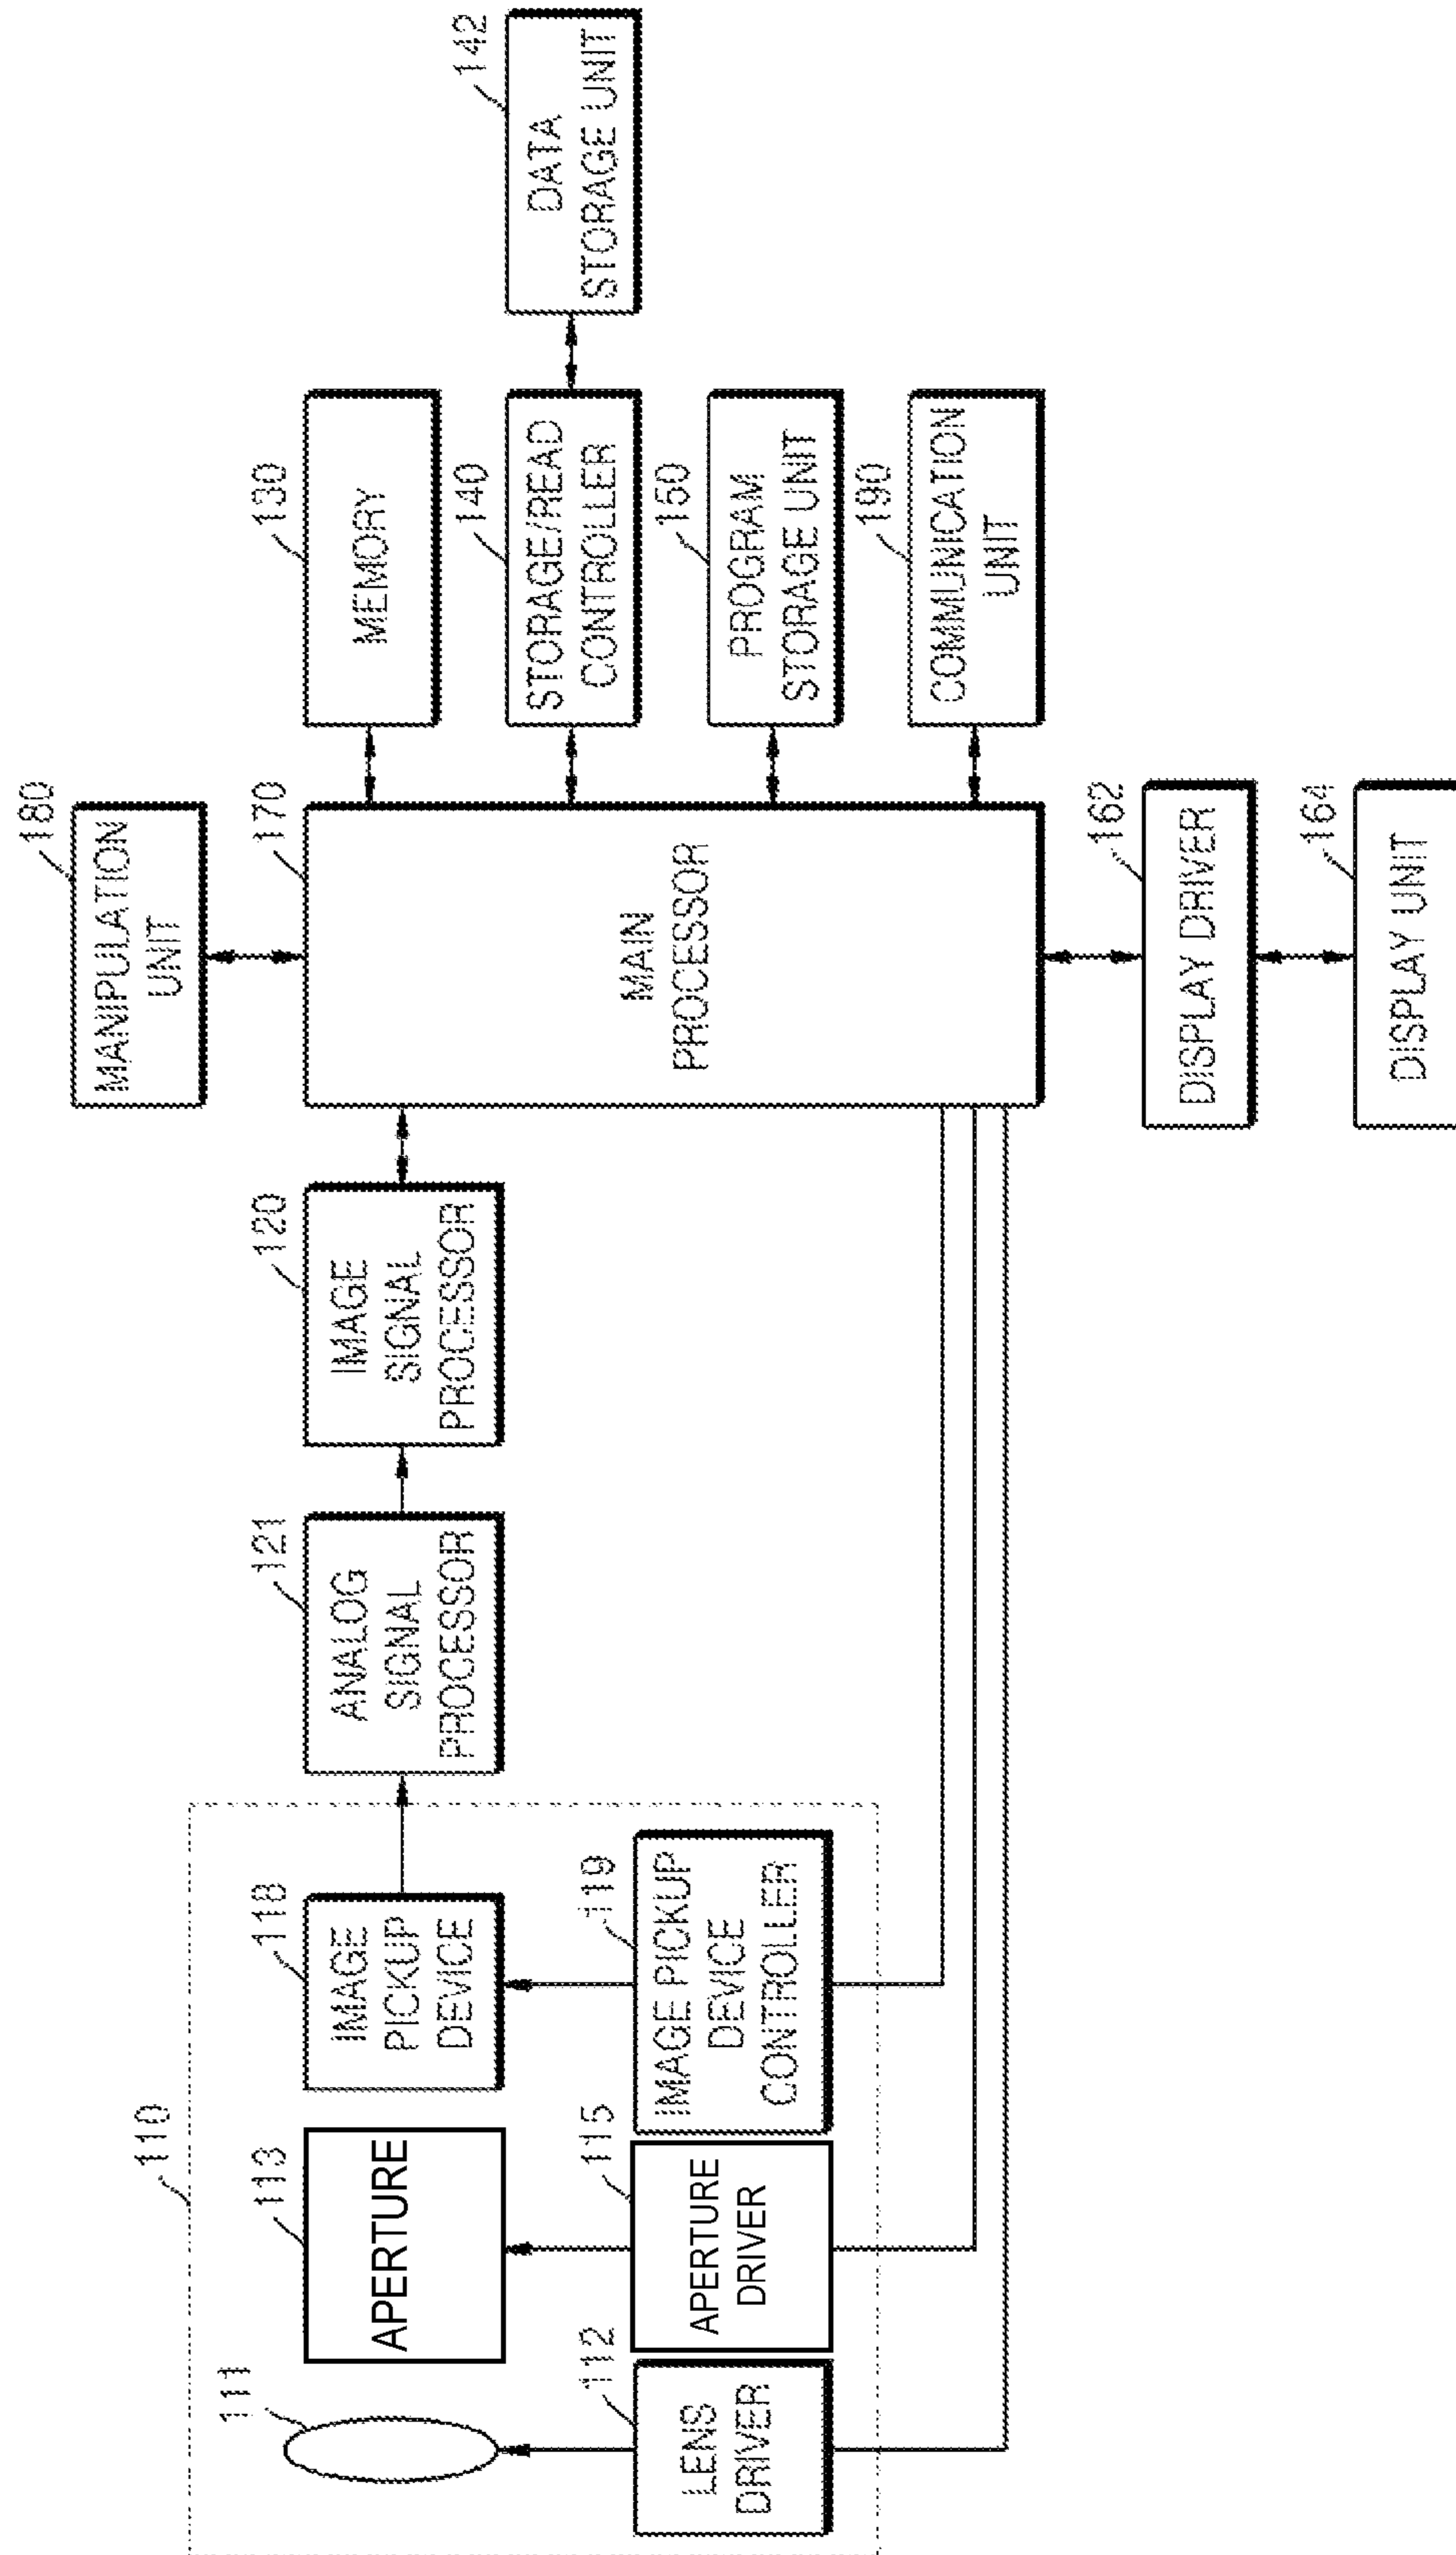 180
MANIPULATION
UNIT
110
111
113
APERTURE
118
IMAGE
PICKUP
DEVICE
121
ANALOG
SIGNAL
PROCESSOR
120
IMAGE
SIGNAL
PROCESSOR
170
MAIN
PROCESSOR
130
MEMORY
140
STORAGE/READ
CONTROLLER
142
DATA
STORAGE UNIT
150
PROGRAM
STORAGE UNIT
190
COMMUNICATION
UNIT
112
LENS
DRIVER
115
APERTURE
DRIVER
119
IMAGE PICKUP
DEVICE
CONTROLLER
162
DISPLAY DRIVER
164
DISPLAY UNIT